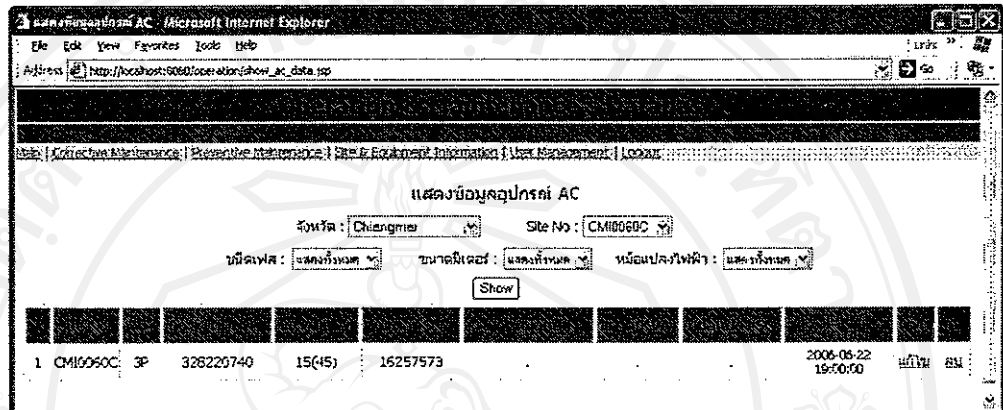 แสดงข้อมูลอุปกรณ์ AC - Microsoft Internet Explorer
File Edit View Favorites Tools Help Links »
Address http://localhost:6060/operation/show_ac_data.jsp Go
Main | Corrective Maintenance | Preventive Maintenance | Site & Equipment Information | User Management | Logout
แสดงข้อมูลอุปกรณ์ AC
จังหวัด : Chiangmai Site No : CMI0060C
ชนิดเฟส : แสดงทั้งหมด ขนาดมิเตอร์ : แสดงทั้งหมด หม้อแปลงไฟฟ้า : แสดงทั้งหมด
Show
1 CMI0060C 3P 328220740 15(45) 16257573 - - - 2006-06-22 19:00:00 แก้ไข ลบ